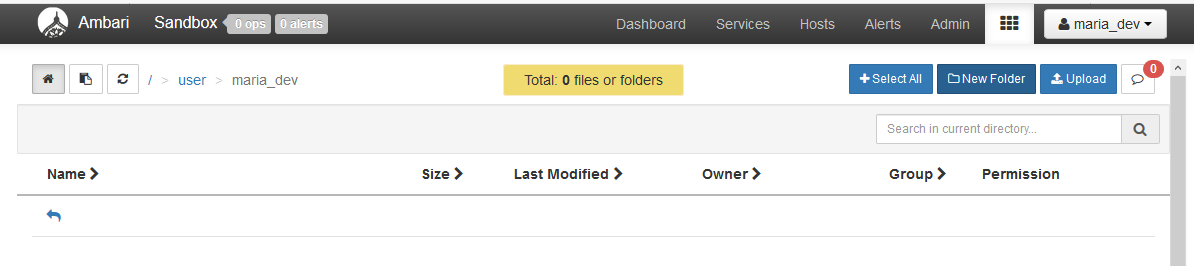 Ambari Sandbox 0 ops 0 alerts Dashboard Services Hosts Alerts Admin maria_dev
/ > user > maria_dev Total: 0 files or folders Select All New Folder Upload 0
Search in current directory...
Name Size Last Modified Owner Group Permission